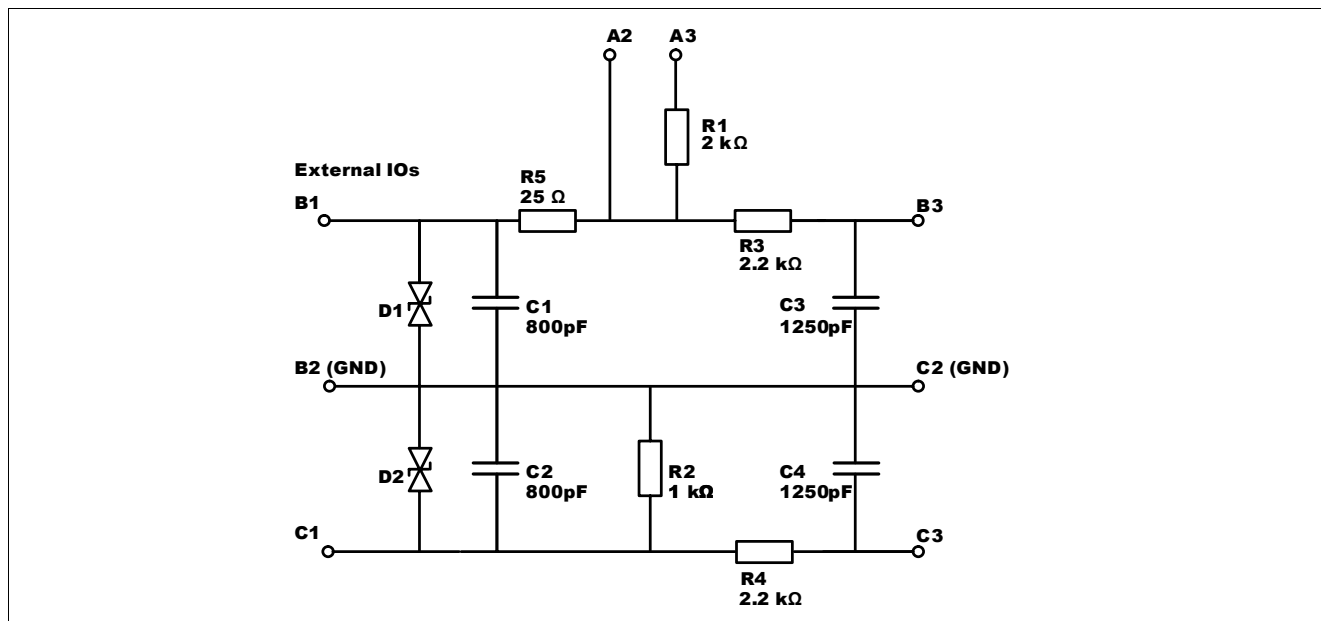 A2
A3
R1
2 kΩ
External IOs
R5
25 Ω
B1
B3
R3
2.2 kΩ
D1
C1
800pF
C3
1250pF
B2 (GND)
C2 (GND)
D2
C2
800pF
R2
1 kΩ
C4
1250pF
C1
C3
R4
2.2 kΩ